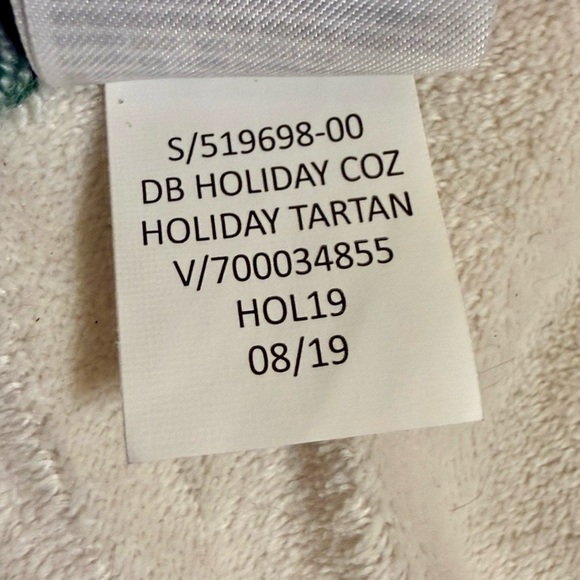 S/519698-00
DB HOLIDAY COZ
HOLIDAY TARTAN
V/700034855
HOL19
08/19